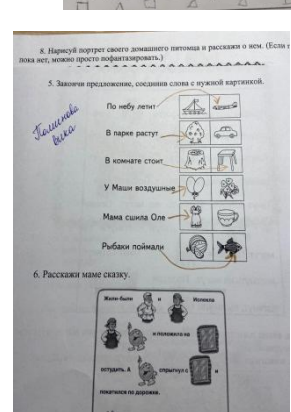 8. Нарисуй портрет своего домашнего питомца и расскажи о нем. (Если
пока нет, можно просто пофантазировать.)
5. Закончи предложение, соединив слова с нужной картинкой.
По небу летит
В парке растут
Вика
В комнате стоит
У Маши воздушные
Мама сшила Оле
Рыбаки поймали
6. Расскажи маме сказку.
Жили-были и Испекла
и положила на
остудить. А спрыгнул с и
покатился по дорожке.